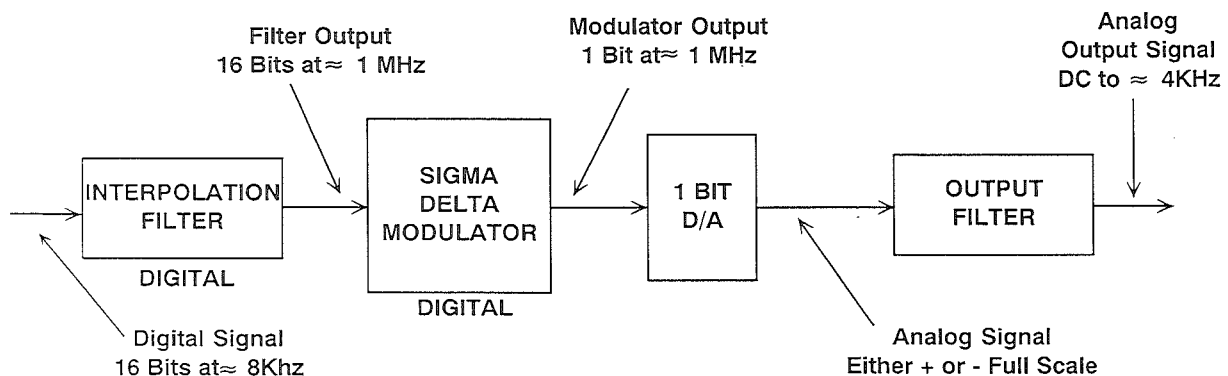 Filter Output
16 Bits at≈ 1 MHz
Modulator Output
1 Bit at≈ 1 MHz
Analog
Output Signal
DC to ≈ 4KHz
INTERPOLATION
FILTER
DIGITAL
SIGMA
DELTA
MODULATOR
DIGITAL
1 BIT
D/A
OUTPUT
FILTER
Digital Signal
16 Bits at≈ 8Khz
Analog Signal
Either + or - Full Scale